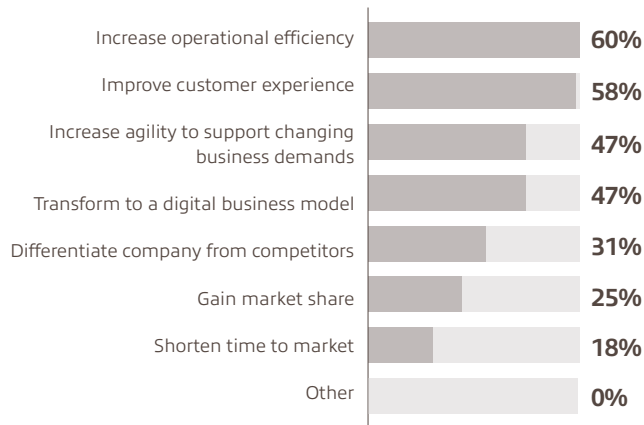 Increase operational efficiency 60%
Improve customer experience 58%
Increase agility to support changing
business demands 47%
Transform to a digital business model 47%
Differentiate company from competitors 31%
Gain market share 25%
Shorten time to market 18%
Other 0%